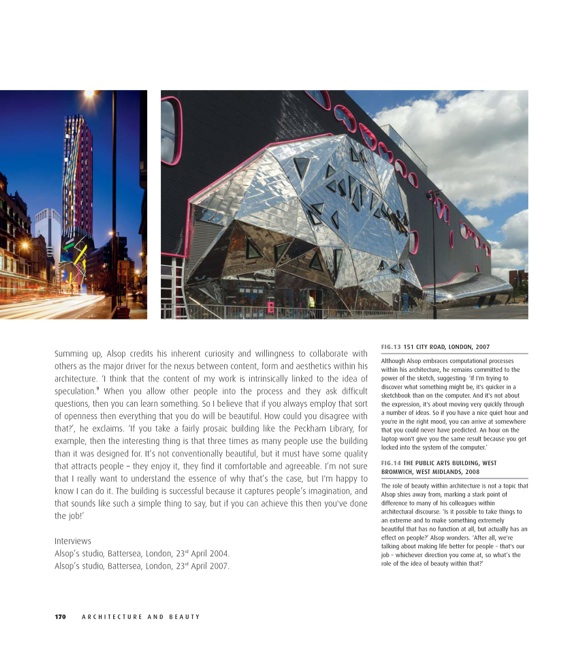 Summing up, Alsop credits his inherent curiosity and willingness to collaborate with
others as the major driver for the nexus between content, form and aesthetics within his
architecture. 'I think that the content of my work is intrinsically linked to the idea of
speculation." When you allow other people into the process and they ask difficult
questions, then you can learn something. So I believe that if you always employ that sort
of openness then everything that you do will be beautiful. How could you disagree with
that?', he exclaims. 'If you take a fairly prosaic building like the Peckham Library, for
example, then the interesting thing is that three times as many people use the building
than it was designed for. It's not conventionally beautiful, but it must have some quality
that attracts people – they enjoy it, they find it comfortable and agreeable. I'm not sure
that I really want to understand the essence of why that's the case, but I'm happy to
know I can do it. The building is successful because it captures people's imagination, and
that sounds like such a simple thing to say, but if you can achieve this then you've done
the job!'
Interviews
Alsop's studio, Battersea, London, 23rd April 2004.
Alsop's studio, Battersea, London, 23rd April 2007.
FIG.13 151 CITY ROAD, LONDON, 2007
Although Alsop embraces computational processes
within his architecture, he remains committed to the
power of the sketch, suggesting: 'If I'm trying to
discover what something might be, it's quicker in a
sketchbook than on the computer. And it's not about
the expression, it's about moving very quickly through
a number of ideas. So if you have a nice quiet hour and
you're in the right mood, you can arrive at somewhere
that you could never have predicted. An hour on the
laptop won't give you the same result because you get
locked into the system of the computer.'
FIG.14 THE PUBLIC ARTS BUILDING, WEST
BROMWICH, WEST MIDLANDS, 2008
The role of beauty within architecture is not a topic that
Alsop shies away from, marking a stark point of
difference to many of his colleagues within
architectural discourse. 'Is it possible to take things to
an extreme and to make something extremely
beautiful that has no function at all, but actually has an
effect on people?' Alsop wonders. 'After all, we're
talking about making life better for people – that's our
job – whichever direction you come at, so what's the
role of the idea of beauty within that?'
170 ARCHITECTURE AND BEAUTY